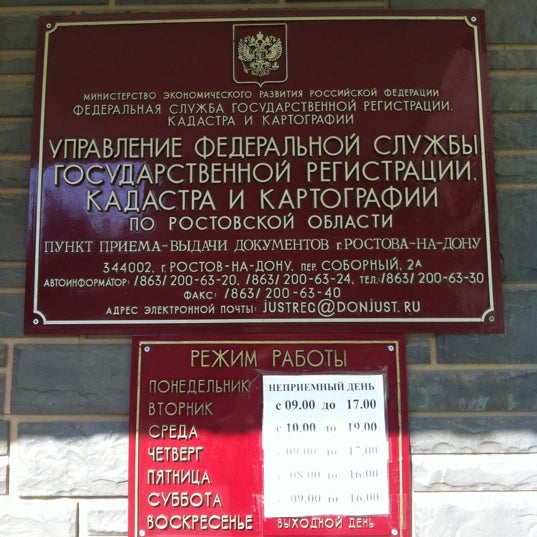 МИНИСТЕРСТВО ЭКОНОМИЧЕСКОГО РАЗВИТИЯ РОССИЙСКОЙ ФЕДЕРАЦИИ
ФЕДЕРАЛЬНАЯ СЛУЖБА ГОСУДАРСТВЕННОЙ РЕГИСТРАЦИИ,
КАДАСТРА И КАРТОГРАФИИ
УПРАВЛЕНИЕ ФЕДЕРАЛЬНОЙ СЛУЖБЫ
ГОСУДАРСТВЕННОЙ РЕГИСТРАЦИИ,
КАДАСТРА И КАРТОГРАФИИ
ПО РОСТОВСКОЙ ОБЛАСТИ
ПУНКТ ПРИЕМА-ВЫДАЧИ ДОКУМЕНТОВ г.РОСТОВА-НА-ДОНУ
344002, г. РОСТОВ-НА-ДОНУ, ПЕР. СОБОРНЫЙ, 2А
АВТОИНФОРМАТОР: /863/ 200-63-20, /863/ 200-63-24, ТЕЛ./863/ 200-63-30
ФАКС: /863/ 200-63-40
АДРЕС ЭЛЕКТРОННОЙ ПОЧТЫ: JUSTREC@DONJUST.RU
РЕЖИМ РАБОТЫ
ПОНЕДЕЛЬНИК НЕПРИЕМНЫЙ ДЕНЬ
ВТОРНИК с 09.00 до 17.00
СРЕДА с 10.00 до 19.00
ЧЕТВЕРГ с 09.00 до 17.00
ПЯТНИЦА с 08.00 до 16.00
СУББОТА с 09.00 до 16.00
ВОСКРЕСЕНЬЕ ВЫХОДНОЙ ДЕНЬ